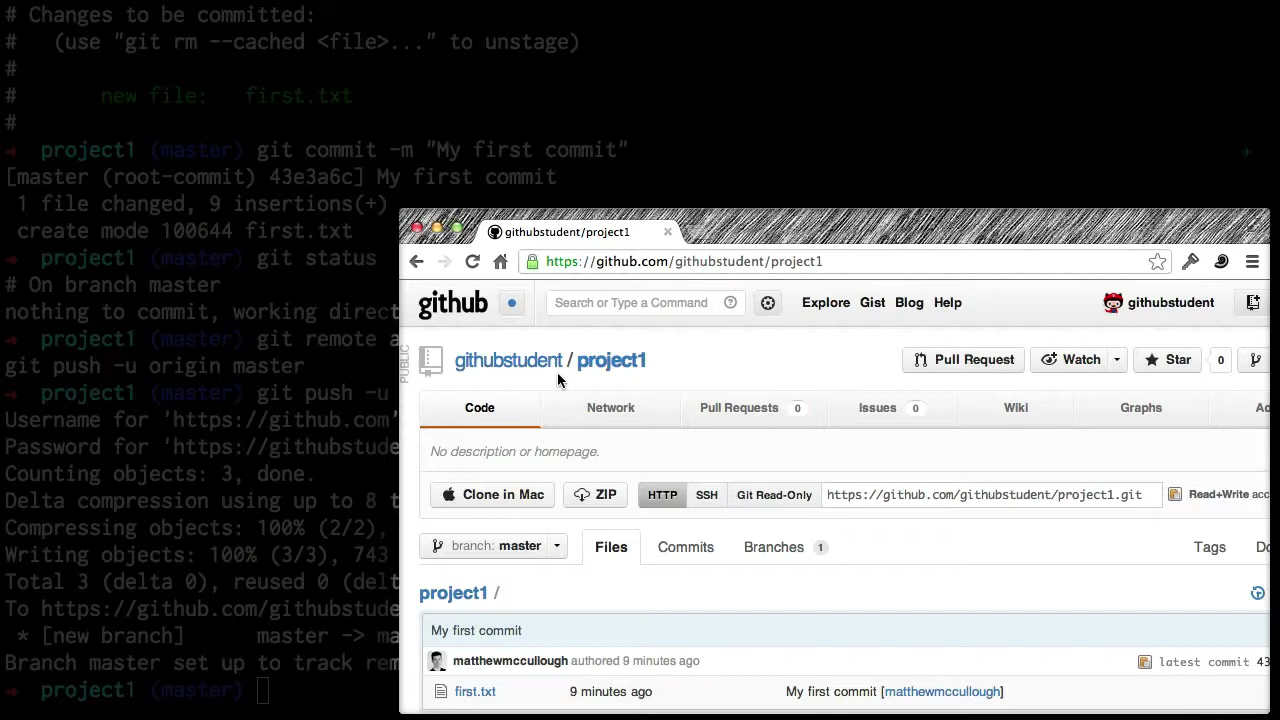 # Changes to be committed:
#   (use "git rm --cached <file>..." to unstage)
#
#       new file:   first.txt
#
➜  project1 (master) git commit -m "My first commit"
[master (root-commit) 43e3a6c] My first commit
 1 file changed, 9 insertions(+)
 create mode 100644 first.txt
➜  project1 (master) git status
# On branch master
nothing to commit, working direct
➜  project1 (master) git remote a
git push -u origin master
➜  project1 (master) git push -u
Username for 'https://github.com'
Password for 'https://githubstude
Counting objects: 3, done.
Delta compression using up to 8 t
Compressing objects: 100% (2/2),
Writing objects: 100% (3/3), 743
Total 3 (delta 0), reused 0 (delt
To https://github.com/githubstude
 * [new branch]      master -> ma
Branch master set up to track rem
➜  project1 (master)
githubstudent/project1
https://github.com/githubstudent/project1
github Search or Type a Command Explore Gist Blog Help githubstudent
PUBLIC
githubstudent / project1 Pull Request Watch Star 0
Code Network Pull Requests 0 Issues 0 Wiki Graphs Ad
No description or homepage.
Clone in Mac ZIP HTTP SSH Git Read-Only https://github.com/githubstudent/project1.git Read+Write acc
branch: master Files Commits Branches 1 Tags Do
project1 /
My first commit
matthewmccullough authored 9 minutes ago latest commit 43
first.txt 9 minutes ago My first commit [matthewmccullough]